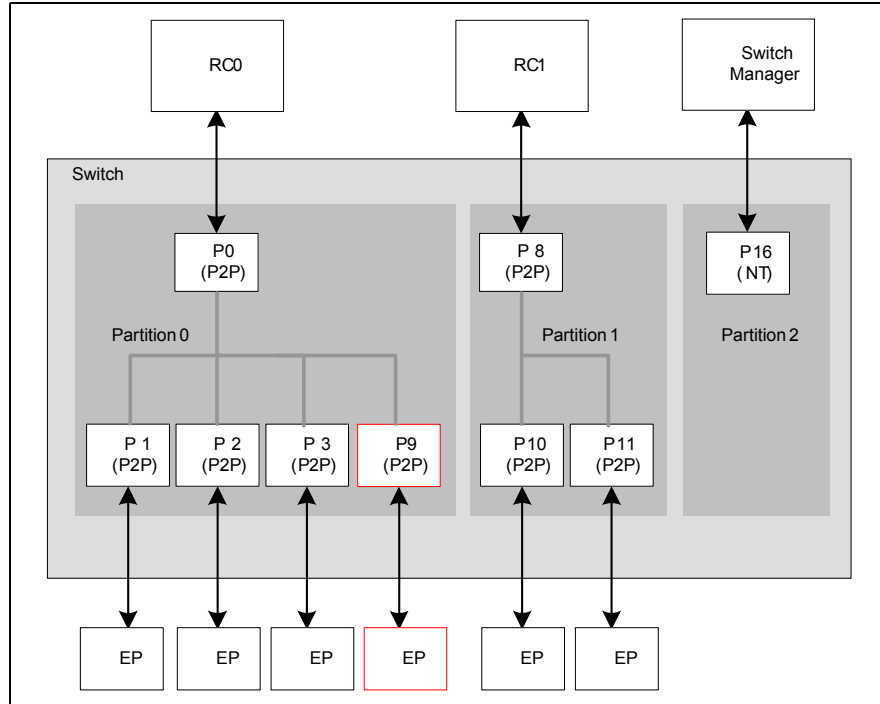 RC0
RC1
Switch
Manager
Switch
P0
(P2P)
P 8
(P2P)
P16
( NT)
Partition 0
Partition 1
Partition 2
P 1
(P2P)
P 2
(P2P)
P 3
(P2P)
P9
(P2P)
P10
(P2P)
P11
(P2P)
EP
EP
EP
EP
EP
EP